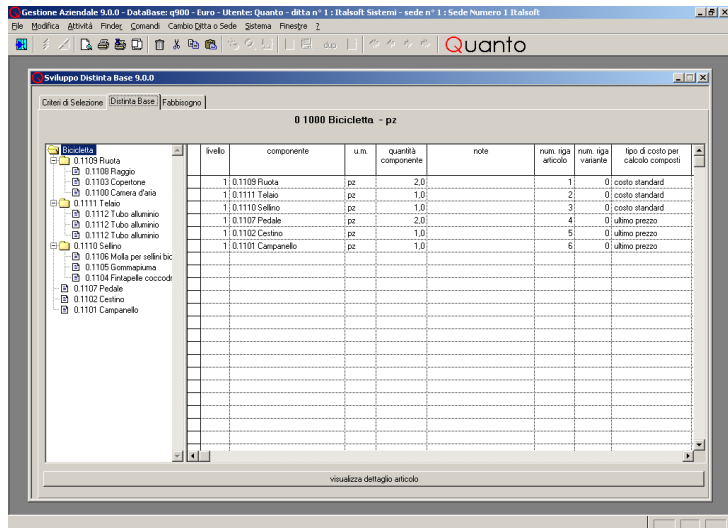 Gestione Aziendale 9.0.0 - DataBase: q900 - Euro - Utente: Quanto - ditta n° 1 : Italsoft Sistemi - sede n° 1 : Sede Numero 1 Italsoft
File Modifica Attività Finder Comandi Cambio Ditta o Sede Sistema Finestre ?
dup Quanto
Sviluppo Distinta Base 9.0.0
Criteri di Selezione Distinta Base Fabbisogno
0 1000 Bicicletta - pz
Bicicletta
0.1109 Ruota
0.1108 Raggio
0.1103 Copertone
0.1100 Camera d'aria
0.1111 Telaio
0.1112 Tubo alluminio
0.1112 Tubo alluminio
0.1112 Tubo alluminio
0.1110 Sellino
0.1106 Molla per sellini bic
0.1105 Gommapiuma
0.1104 Fintapelle coccodr
0.1107 Pedale
0.1102 Cestino
0.1101 Campanello
livello componente u.m. quantità componente note num. riga articolo num. riga variante tipo di costo per calcolo composti
1 0.1109 Ruota pz 2,0 1 0 costo standard
1 0.1111 Telaio pz 1,0 2 0 costo standard
1 0.1110 Sellino pz 1,0 3 0 costo standard
1 0.1107 Pedale pz 2,0 4 0 ultimo prezzo
1 0.1102 Cestino pz 1,0 5 0 ultimo prezzo
1 0.1101 Campanello pz 1,0 6 0 ultimo prezzo
visualizza dettaglio articolo